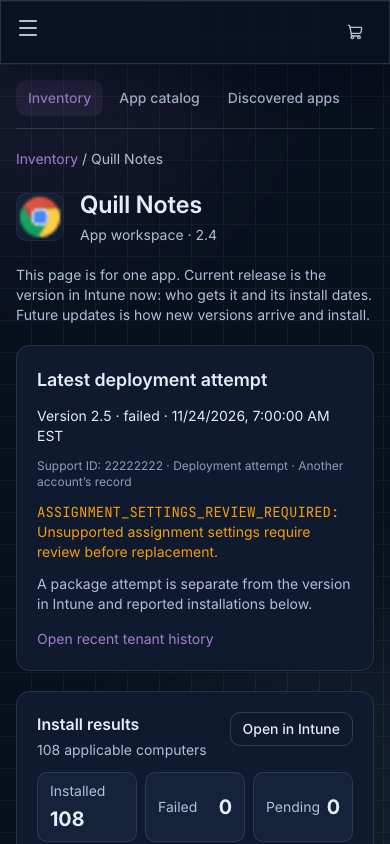 Inventory App catalog Discovered apps
Inventory / Quill Notes
Quill Notes
App workspace · 2.4
This page is for one app. Current release is the
version in Intune now: who gets it and its install dates.
Future updates is how new versions arrive and install.
Latest deployment attempt
Version 2.5 · failed · 11/24/2026, 7:00:00 AM
EST
Support ID: 22222222 · Deployment attempt · Another
account’s record
ASSIGNMENT_SETTINGS_REVIEW_REQUIRED:
Unsupported assignment settings require
review before replacement.
A package attempt is separate from the version
in Intune and reported installations below.
Open recent tenant history
Install results
108 applicable computers
Open in Intune
Installed
108
Failed 0
Pending 0